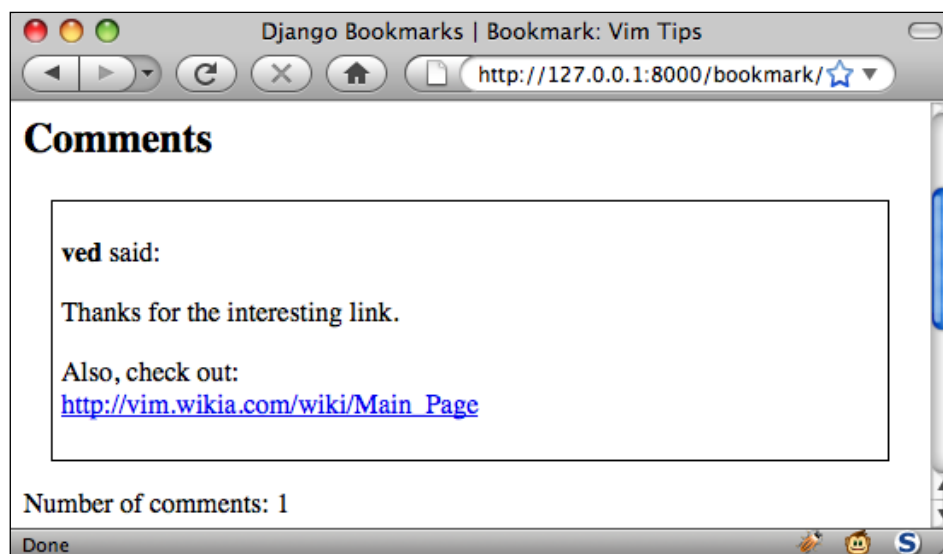 Django Bookmarks | Bookmark: Vim Tips
http://127.0.0.1:8000/bookmark/
Comments
ved said:
Thanks for the interesting link.
Also, check out:
http://vim.wikia.com/wiki/Main_Page
Number of comments: 1
Done
S